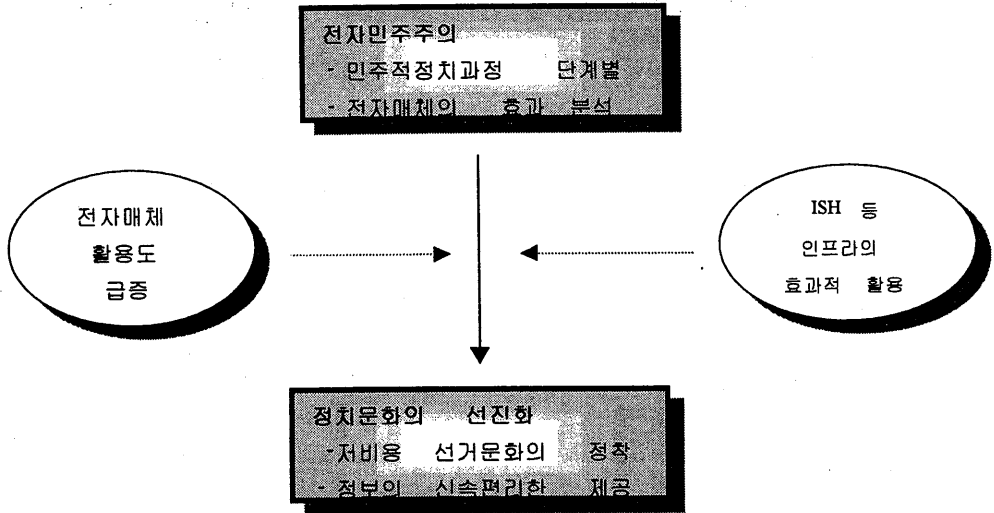 전자민주주의
- 민주적정치과정 단계별
- 전자매체의 효과 분석
전자매체
활용도
급증
ISH 등
인프라의
효과적 활용
정치문화의 선진화
-저비용 선거문화의 정착
- 정보의 신속편리한 제공